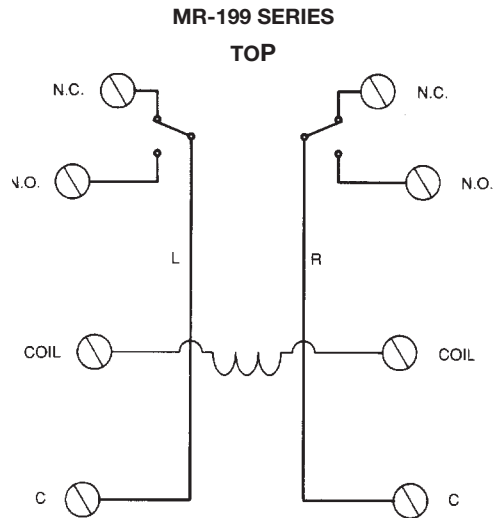 MR-199 SERIES
TOP
N.C. N.C.
N.O. N.O.
L R
COIL COIL
C C